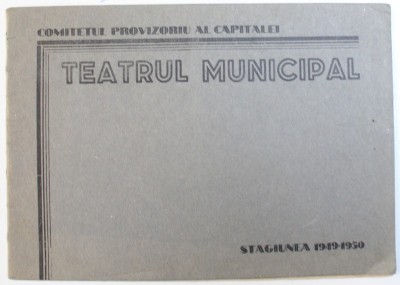 COMITETUL PROVIZORIU AL CAPITALEI
TEATRUL MUNICIPAL
STAGIUNEA 1949-1950